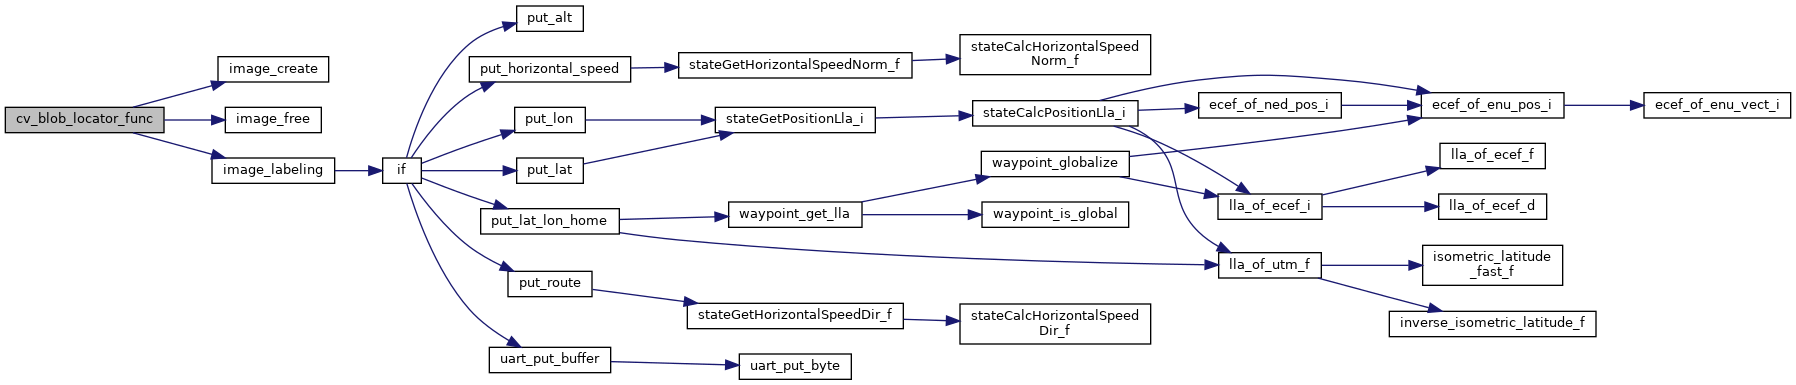 cv_blob_locator_func
image_create
image_free
image_labeling
if
put_alt
put_horizontal_speed
put_lon
put_lat
put_lat_lon_home
put_route
uart_put_buffer
stateGetHorizontalSpeedNorm_f
stateGetPositionLla_i
waypoint_get_lla
stateGetHorizontalSpeedDir_f
uart_put_byte
stateCalcHorizontalSpeed
Norm_f
stateCalcPositionLla_i
waypoint_globalize
waypoint_is_global
stateCalcHorizontalSpeed
Dir_f
ecef_of_ned_pos_i
lla_of_ecef_i
lla_of_utm_f
ecef_of_enu_pos_i
lla_of_ecef_f
lla_of_ecef_d
isometric_latitude
_fast_f
inverse_isometric_latitude_f
ecef_of_enu_vect_i